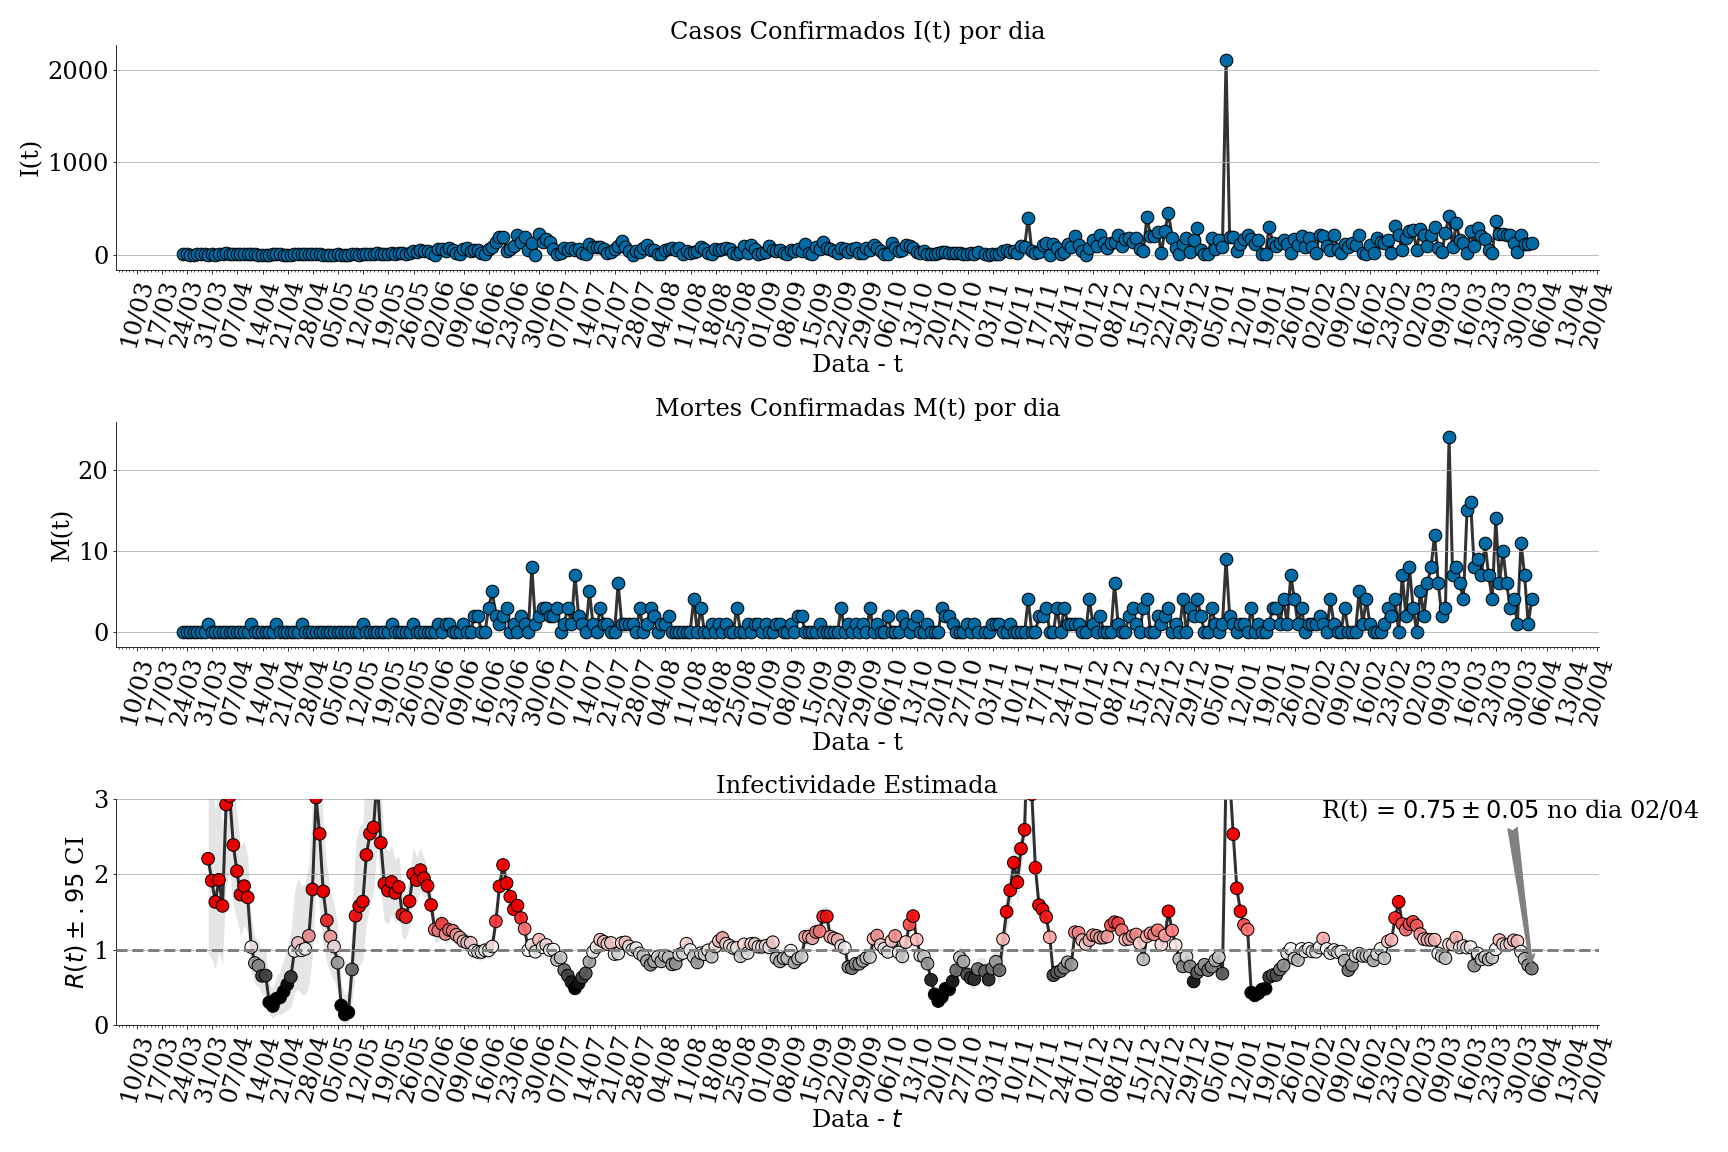 Casos Confirmados I(t) por dia
2000
1000
0
I(t)
10/03 17/03 24/03 31/03 07/04 14/04 21/04 28/04 05/05 12/05 19/05 26/05 02/06 09/06 16/06 23/06 30/06 07/07 14/07 21/07 28/07 04/08 11/08 18/08 25/08 01/09 08/09 15/09 22/09 29/09 06/10 13/10 20/10 27/10 03/11 10/11 17/11 24/11 01/12 08/12 15/12 22/12 29/12 05/01 12/01 19/01 26/01 02/02 09/02 16/02 23/02 02/03 09/03 16/03 23/03 30/03 06/04 13/04 20/04
Data - t
Mortes Confirmadas M(t) por dia
20
10
0
M(t)
10/03 17/03 24/03 31/03 07/04 14/04 21/04 28/04 05/05 12/05 19/05 26/05 02/06 09/06 16/06 23/06 30/06 07/07 14/07 21/07 28/07 04/08 11/08 18/08 25/08 01/09 08/09 15/09 22/09 29/09 06/10 13/10 20/10 27/10 03/11 10/11 17/11 24/11 01/12 08/12 15/12 22/12 29/12 05/01 12/01 19/01 26/01 02/02 09/02 16/02 23/02 02/03 09/03 16/03 23/03 30/03 06/04 13/04 20/04
Data - t
Infectividade Estimada
R(t) = 0.75 ± 0.05 no dia 02/04
3
2
1
0
R(t) ± .95 CI
10/03 17/03 24/03 31/03 07/04 14/04 21/04 28/04 05/05 12/05 19/05 26/05 02/06 09/06 16/06 23/06 30/06 07/07 14/07 21/07 28/07 04/08 11/08 18/08 25/08 01/09 08/09 15/09 22/09 29/09 06/10 13/10 20/10 27/10 03/11 10/11 17/11 24/11 01/12 08/12 15/12 22/12 29/12 05/01 12/01 19/01 26/01 02/02 09/02 16/02 23/02 02/03 09/03 16/03 23/03 30/03 06/04 13/04 20/04
Data - t